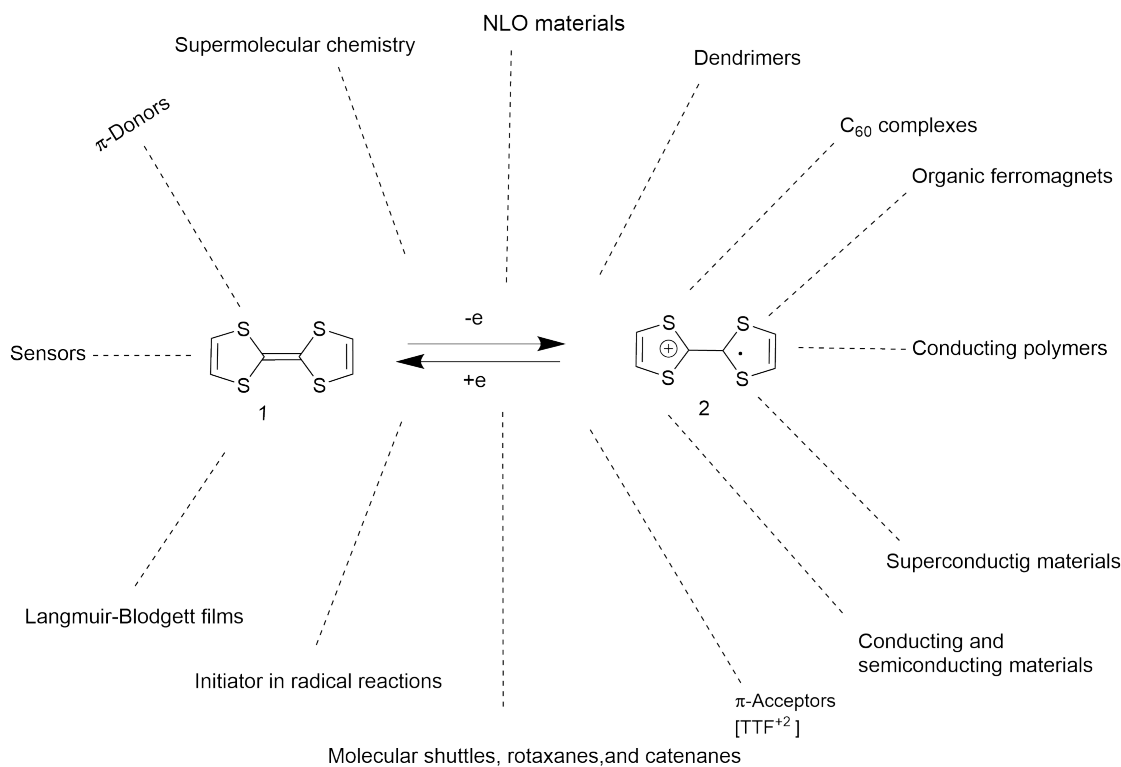 NLO materials
Supermolecular chemistry
Dendrimers
π-Donors
C60 complexes
Organic ferromagnets
S
S
S
S
-e
Sensors
+e
S
S
S
S
Conducting polymers
1
2
Superconductig materials
Langmuir-Blodgett films
Conducting and
semiconducting materials
Initiator in radical reactions
π-Acceptors
[TTF+2 ]
Molecular shuttles, rotaxanes,and catenanes